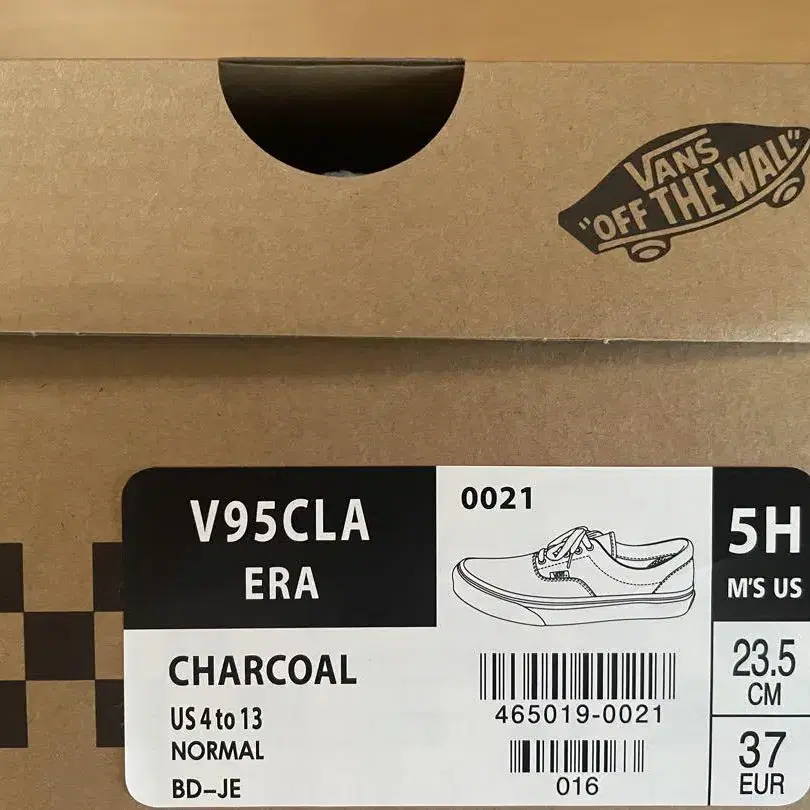 VANS
"OFF THE WALL"
V95CLA
ERA
0021
5H
M'S US
CHARCOAL
US 4 to 13
NORMAL
BD-JE
465019-0021
016
23.5
CM
37
EUR